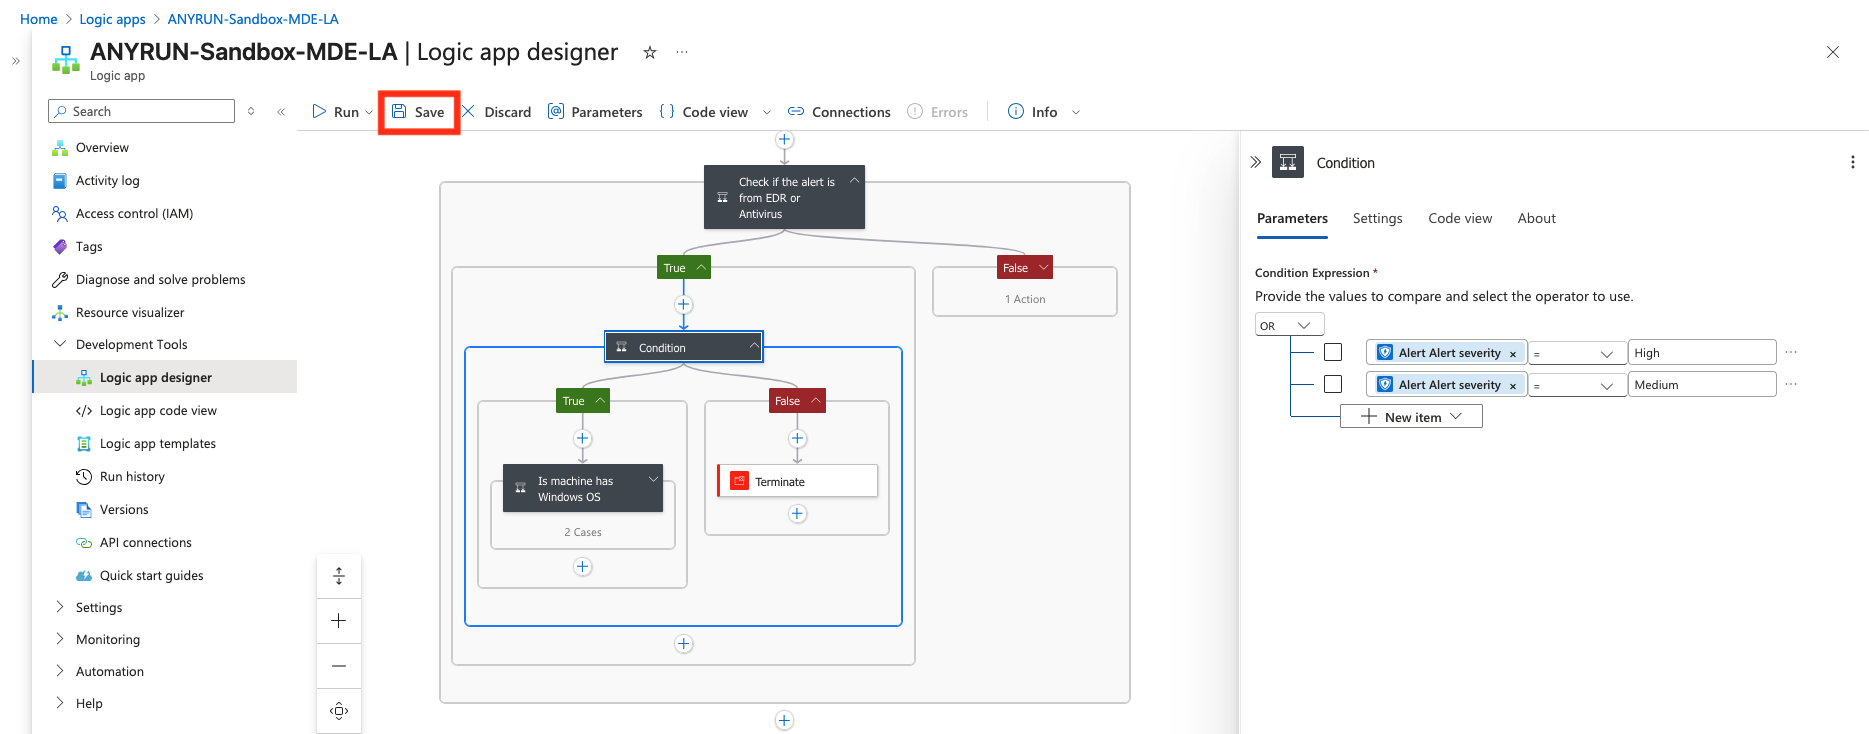 Home > Logic apps > ANYRUN-Sandbox-MDE-LA
ANYRUN-Sandbox-MDE-LA | Logic app designer
Logic app
Search
Run
Save
Discard
Parameters
Code view
Connections
Errors
Info
Overview
Activity log
Access control (IAM)
Tags
Diagnose and solve problems
Resource visualizer
Development Tools
Logic app designer
Logic app code view
Logic app templates
Run history
Versions
API connections
Quick start guides
Settings
Monitoring
Automation
Help
Check if the alert is
from EDR or
Antivirus
True
False
1 Action
Condition
True
False
Is machine has
Windows OS
2 Cases
Terminate
Condition
Parameters
Settings
Code view
About
Condition Expression *
Provide the values to compare and select the operator to use.
OR
Alert Alert severity × = High
Alert Alert severity × = Medium
New item